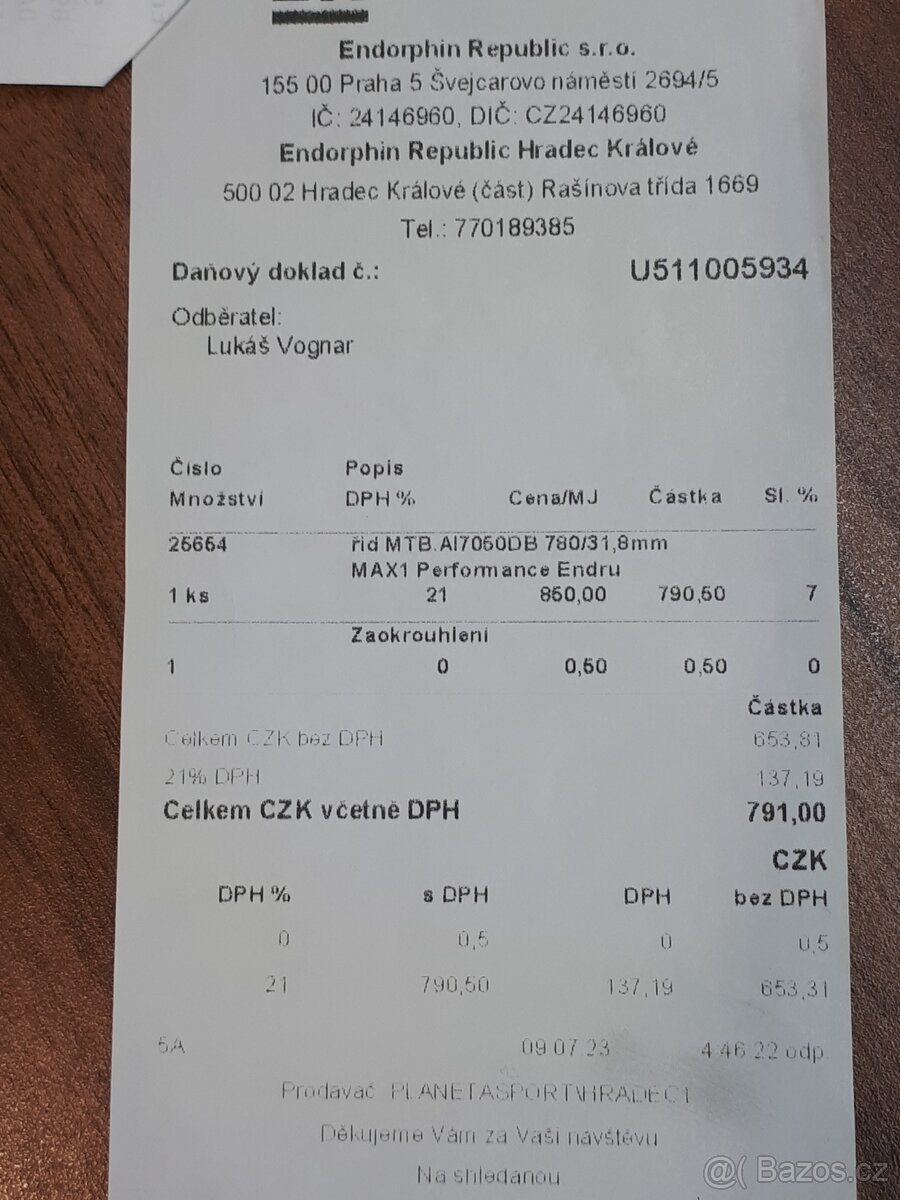 Endorphin Republic s.r.o.
155 00 Praha 5 Švejcarovo náměstí 2694/5
IČ: 24146960, DIČ: CZ24146960
Endorphin Republic Hradec Králové
500 02 Hradec Králové (část) Rašínova třída 1669
Tel.: 770189385
Daňový doklad č.: U511005934
Odběratel:
Lukáš Vognar
Číslo Popis
Množství DPH % Cena/MJ Částka Sl. %
25654 říd MTB.Al7050DB 780/31,8mm
MAX1 Performance Endru
1 ks 21 850,00 790,50 7
Zaokrouhlení
1 0 0,50 0,50 0
Částka
Celkem CZK bez DPH 653,81
21% DPH 137,19
Celkem CZK včetně DPH 791,00
CZK
DPH % s DPH DPH bez DPH
0 0,5 0 0,5
21 790,50 137,19 653,31
5A 09.07.23 4:46:22 odp.
Prodavač PLANETASPORT\HRADEC1
Děkujeme Vám za Vaši návštěvu
Na shledanou
@( Bazos.cz